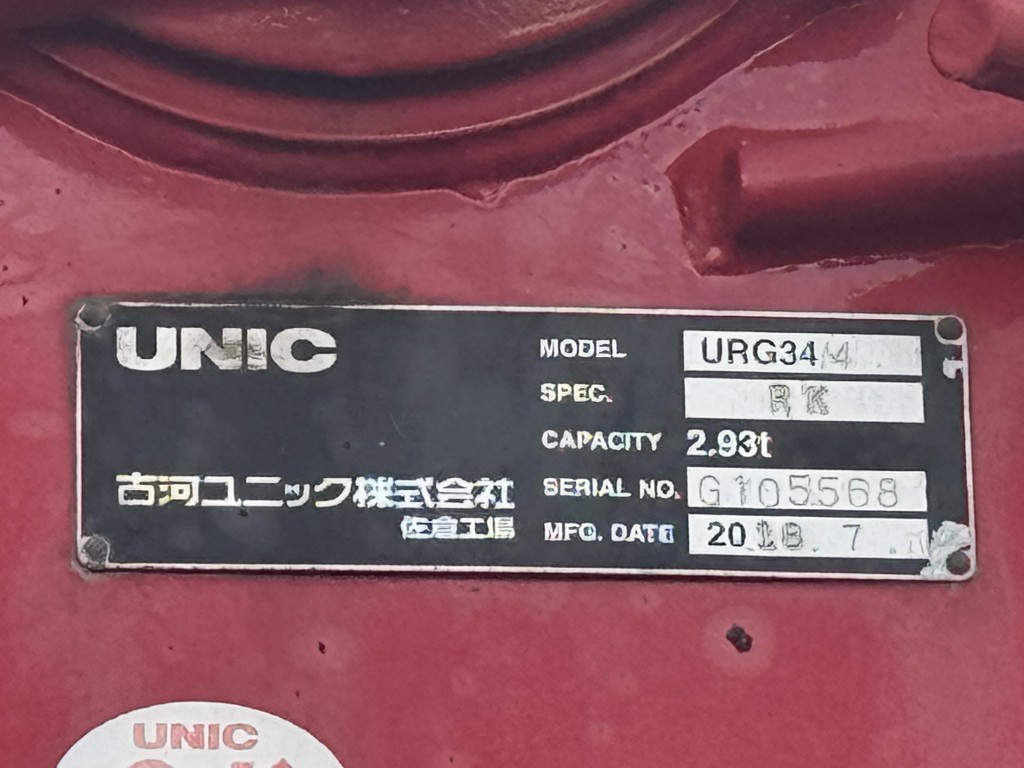 UNIC
MODEL URG344
SPEC. RK
CAPACITY 2.93t
古河ユニック株式会社 SERIAL NO. G105568
佐倉工場 MFG. DATE 2018. 7
UNIC